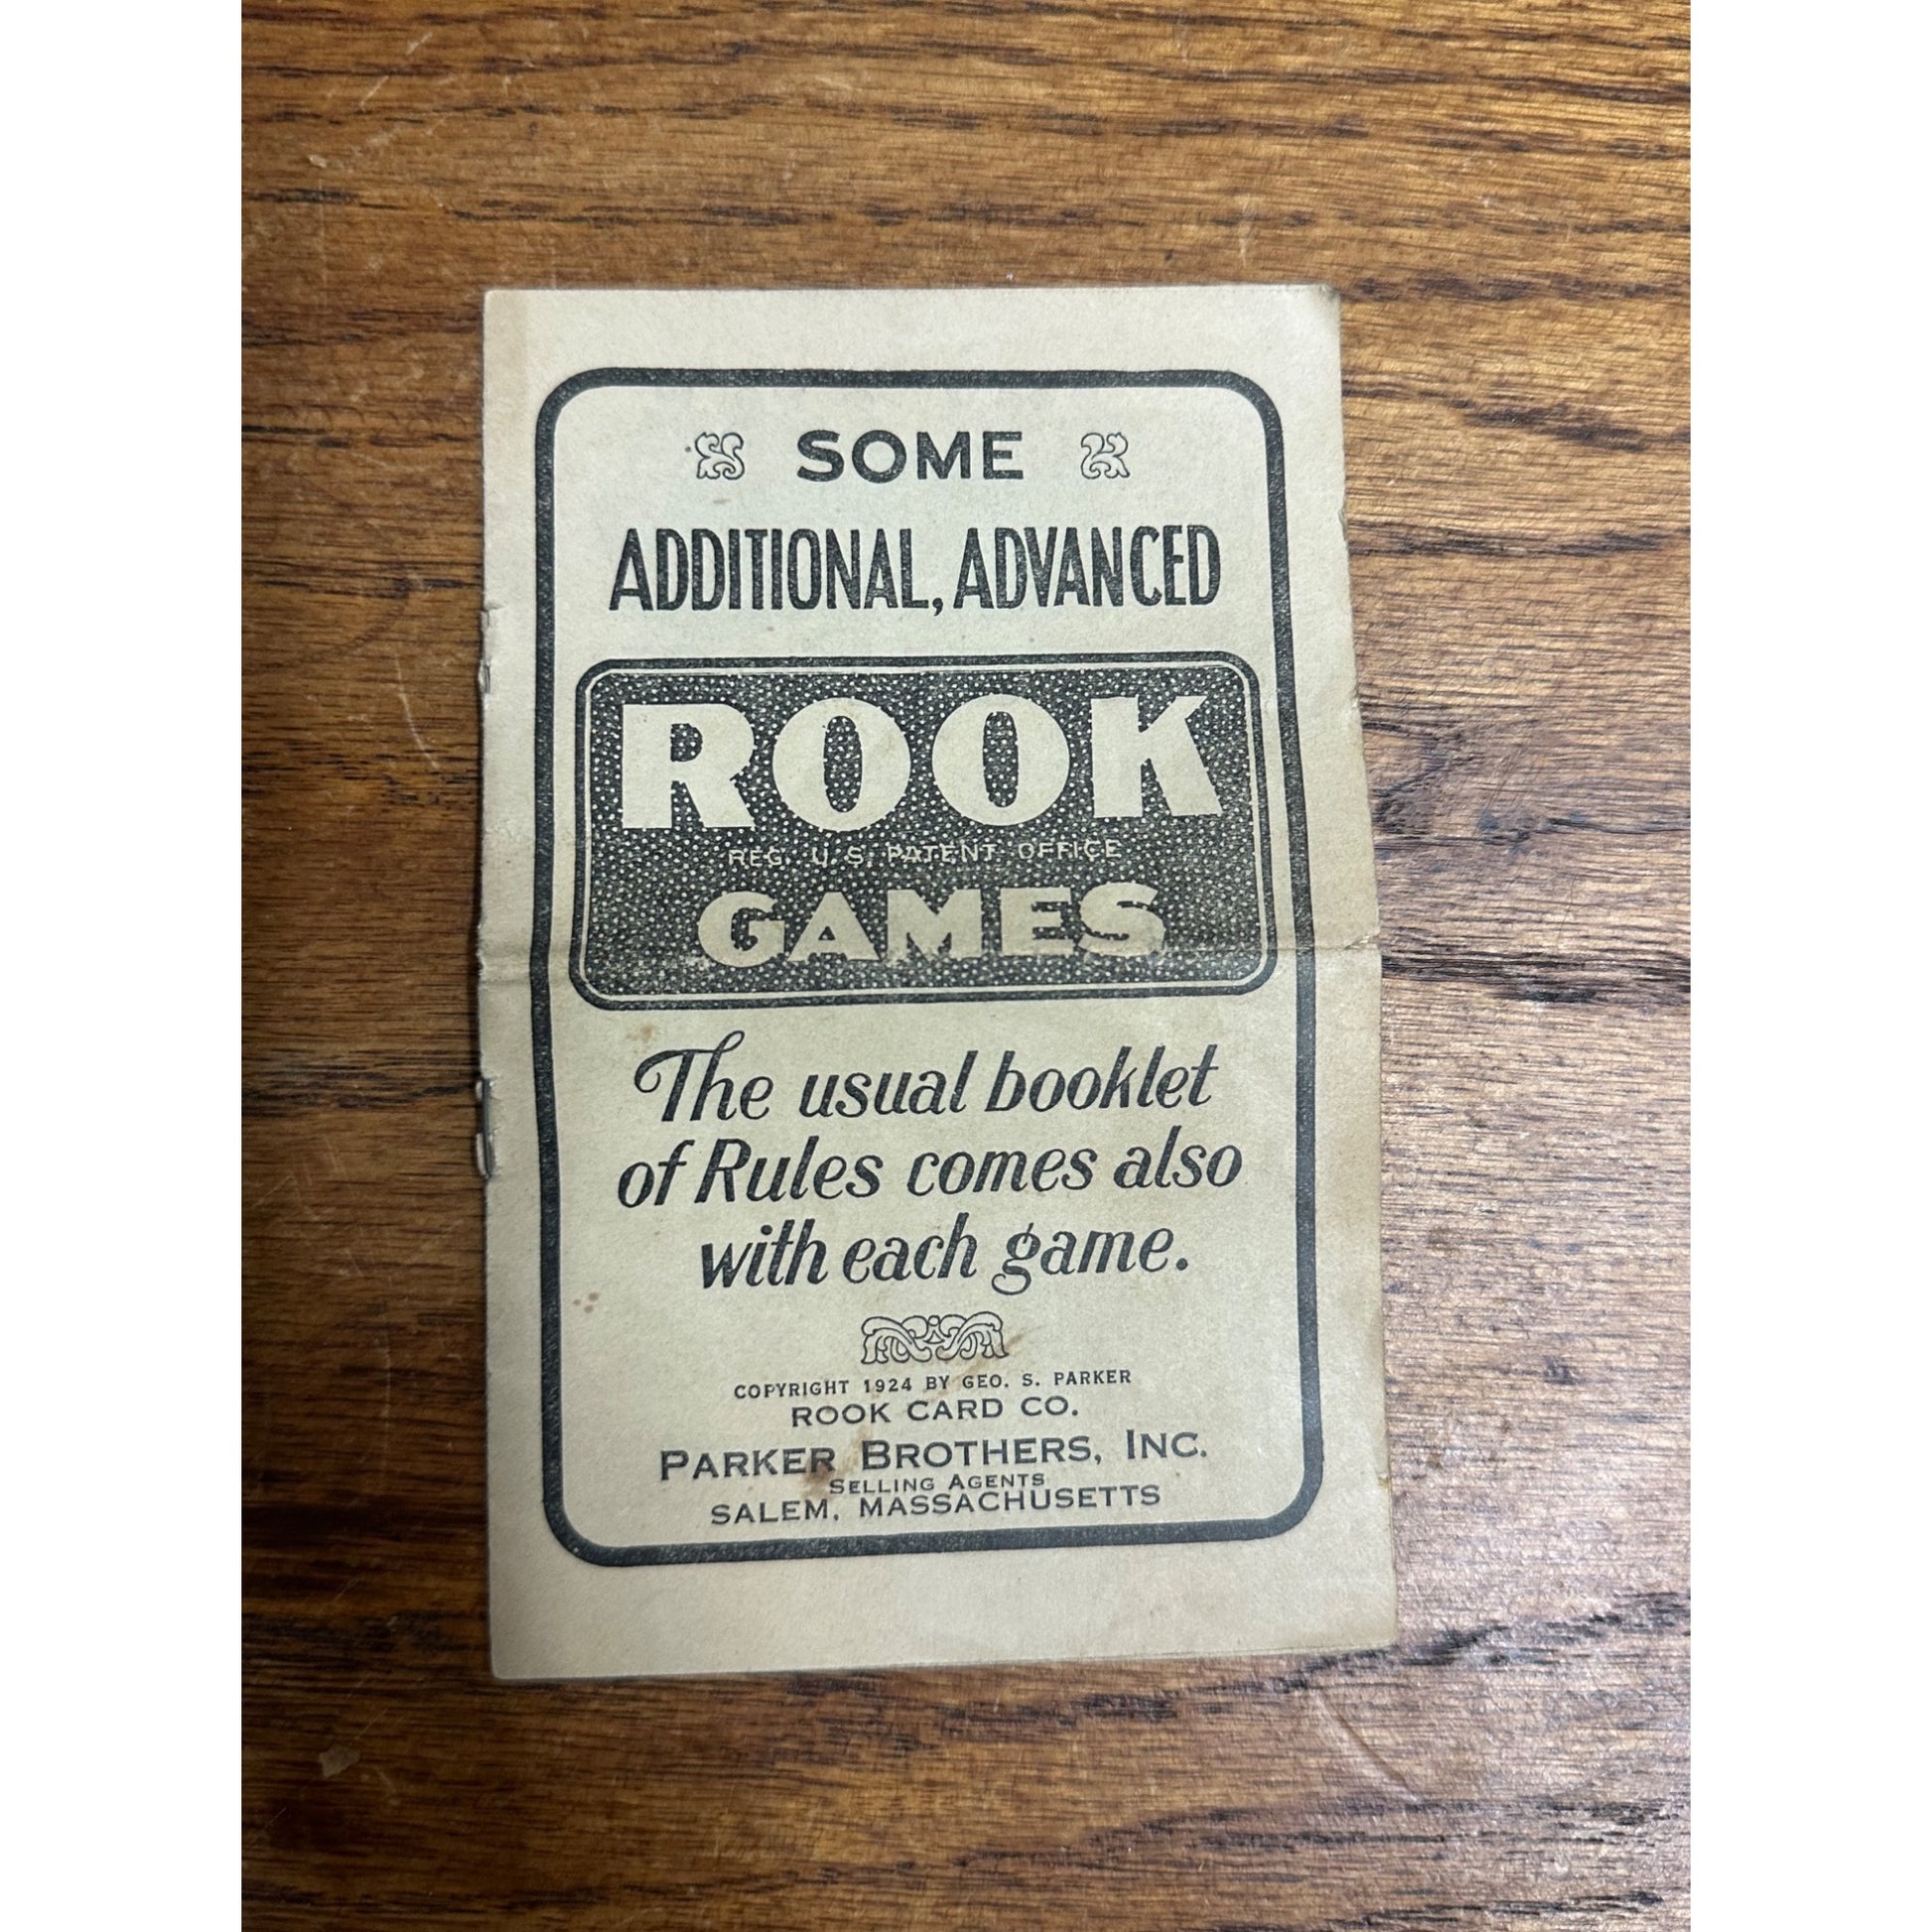 SOME
ADDITIONAL, ADVANCED
ROOK
REG. U.S. PATENT OFFICE
GAMES
The usual booklet
of Rules comes also
with each game.
COPYRIGHT 1924 BY GEO. S. PARKER
ROOK CARD CO.
PARKER BROTHERS, INC.
SELLING AGENTS
SALEM, MASSACHUSETTS